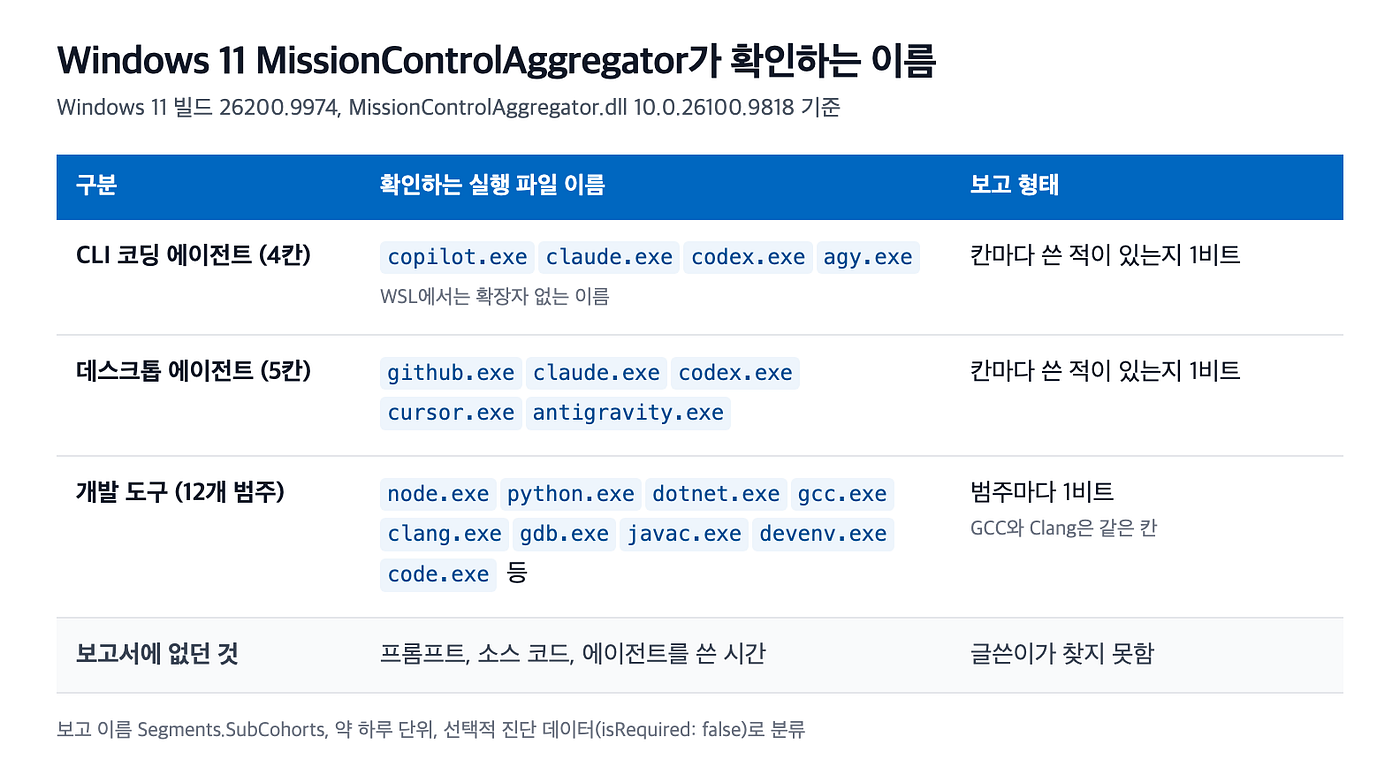 Windows 11 MissionControlAggregator가 확인하는 이름
Windows 11 빌드 26200.9974, MissionControlAggregator.dll 10.0.26100.9818 기준
구분 확인하는 실행 파일 이름 보고 형태
CLI 코딩 에이전트 (4칸) copilot.exe claude.exe codex.exe agy.exe 칸마다 쓴 적이 있는지 1비트
WSL에서는 확장자 없는 이름
데스크톱 에이전트 (5칸) github.exe claude.exe codex.exe 칸마다 쓴 적이 있는지 1비트
cursor.exe antigravity.exe
개발 도구 (12개 범주) node.exe python.exe dotnet.exe gcc.exe 범주마다 1비트
clang.exe gdb.exe javac.exe devenv.exe GCC와 Clang은 같은 칸
code.exe 등
보고서에 없던 것 프롬프트, 소스 코드, 에이전트를 쓴 시간 글쓴이가 찾지 못함
보고 이름 Segments.SubCohorts, 약 하루 단위, 선택적 진단 데이터(isRequired: false)로 분류